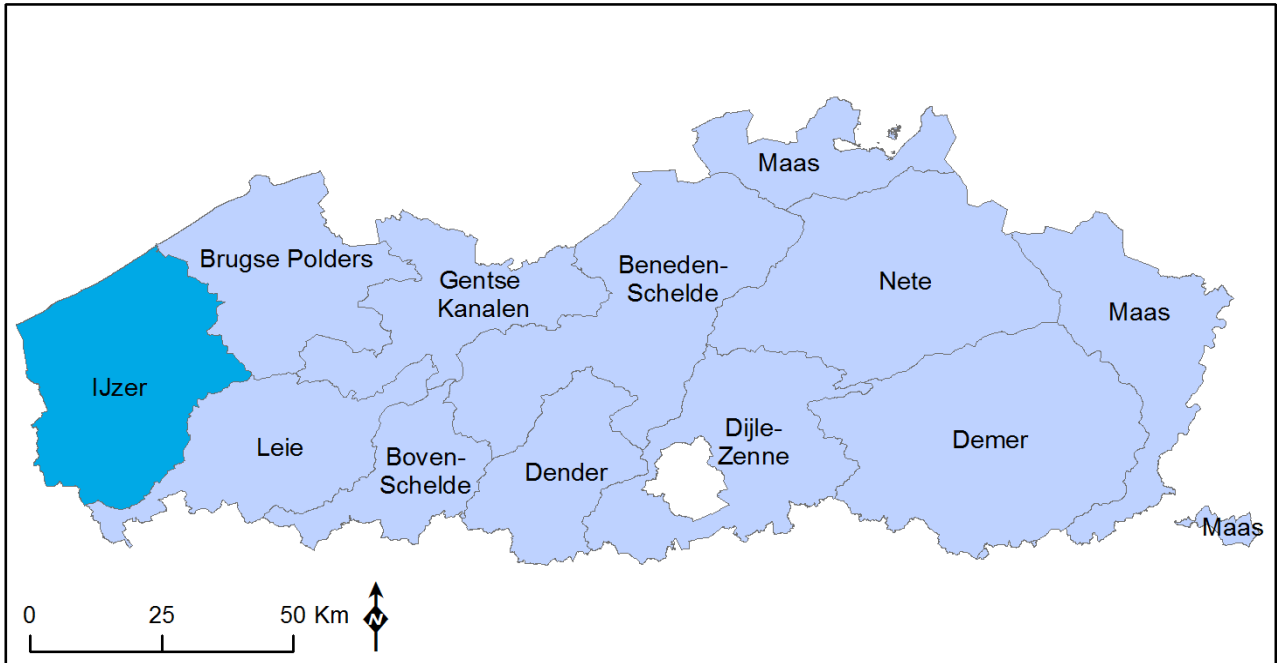 Maas
Brugse Polders
Gentse
Kanalen
Beneden-
Schelde
Nete
Maas
IJzer
Leie
Boven-
Schelde
Dender
Dijle-
Zenne
Demer
Maas
0 25 50 Km
N